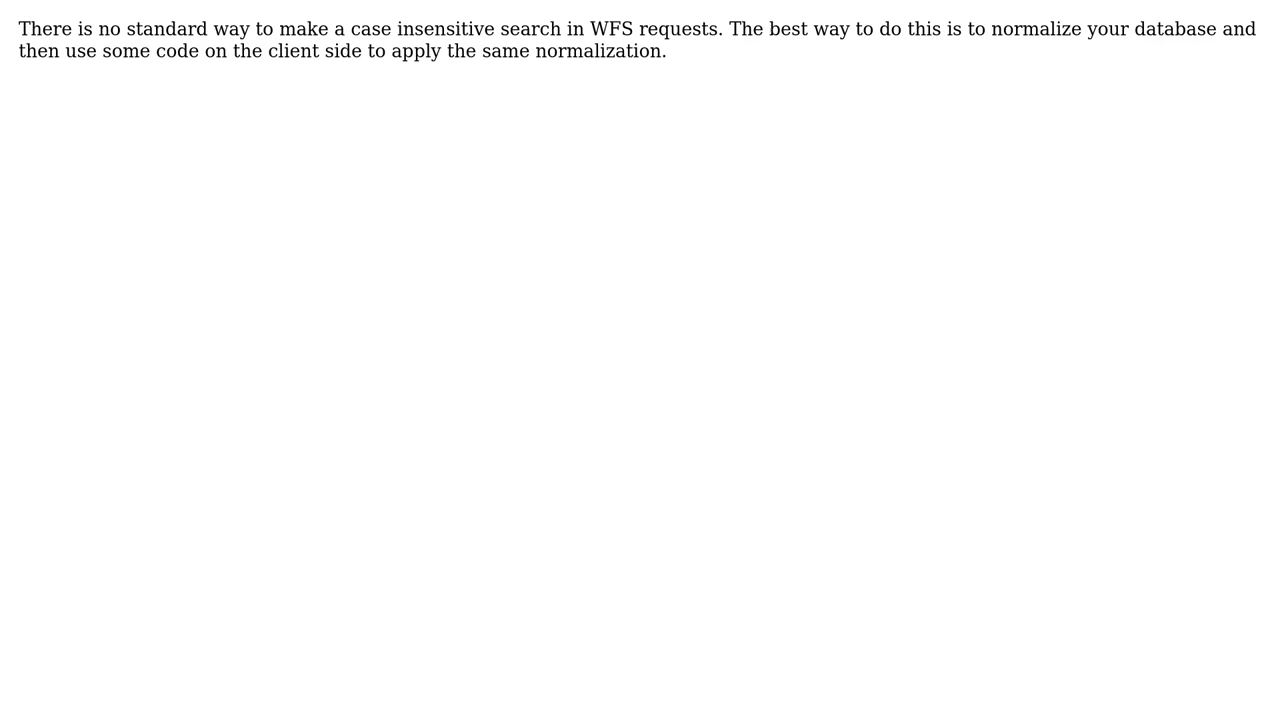 There is no standard way to make a case insensitive search in WFS requests. The best way to do this is to normalize your database and
then use some code on the client side to apply the same normalization.